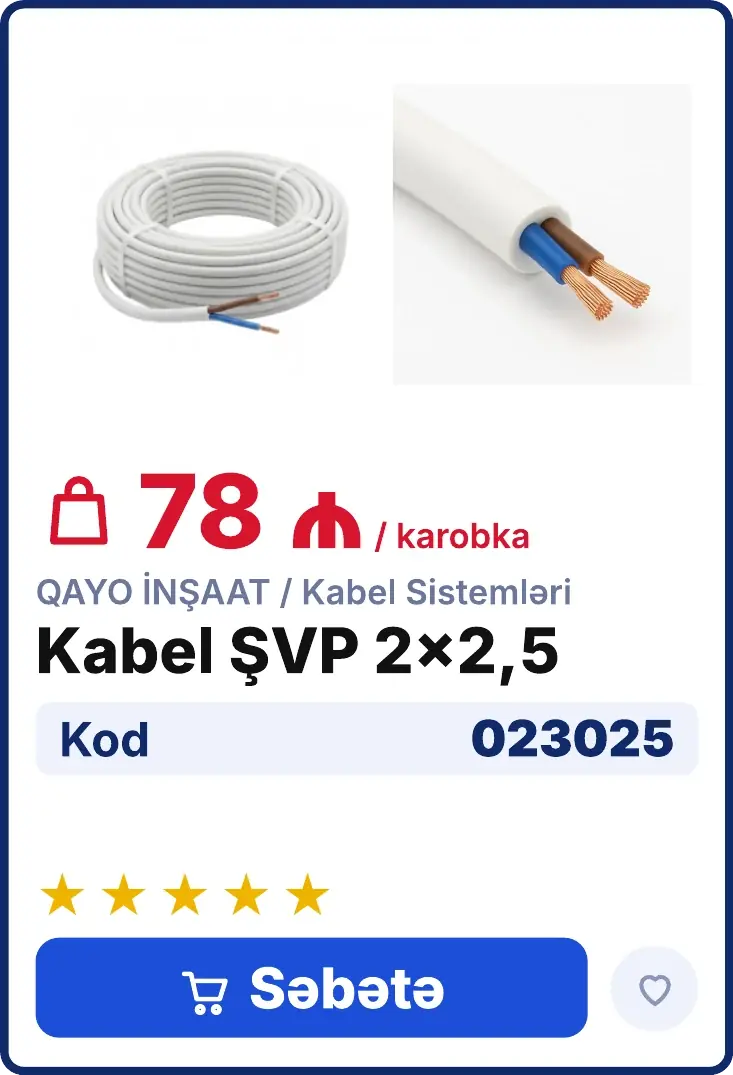 78 ₼ / karobka
QAYO İNŞAAT / Kabel Sistemləri
Kabel ŞVP 2×2,5
Kod 023025
Səbətə